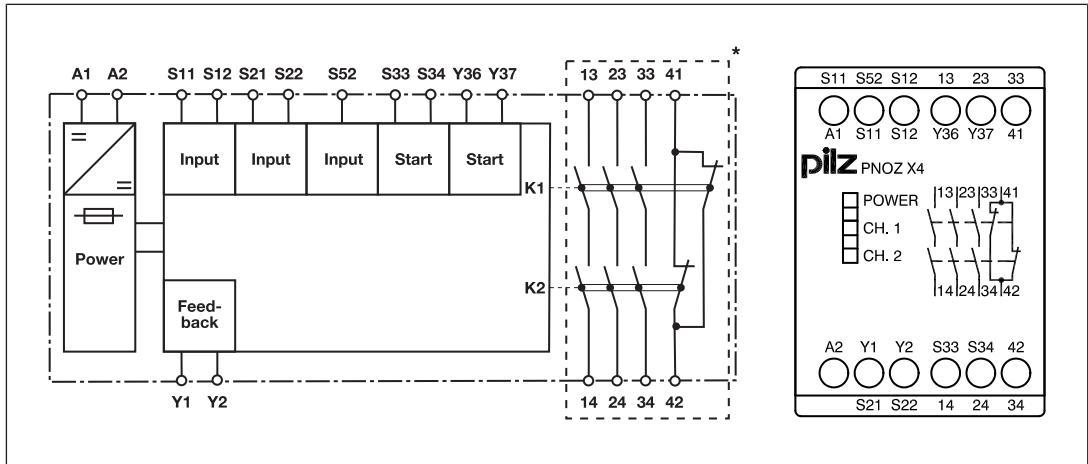 *
A1 A2 S11 S12 S21 S22 S52 S33 S34 Y36 Y37 13 23 33 41
Input Input Input Start Start
K1
Power
K2
Feed-
back
Y1 Y2 14 24 34 42
S11 S52 S12 13 23 33
A1 S11 S12 Y36 Y37 41
pilz PNOZ X4
POWER
CH. 1
CH. 2
13 23 33 41
14 24 34 42
A2 Y1 Y2 S33 S34 42
S21 S22 14 24 34